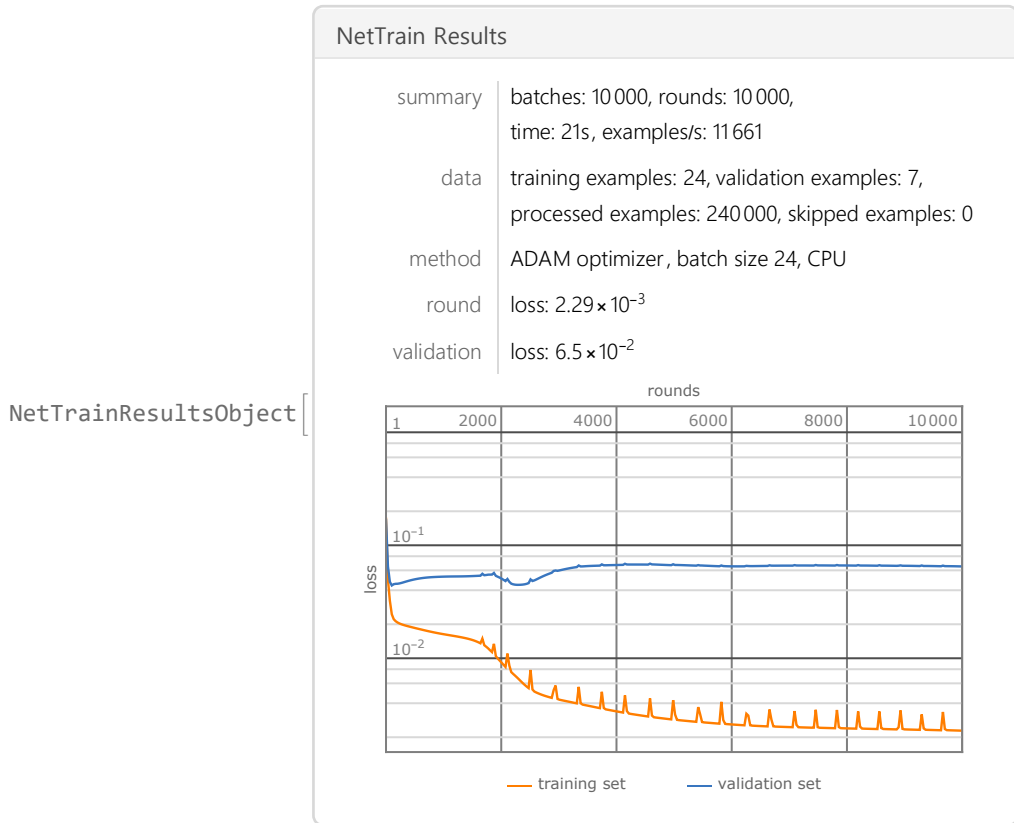 NetTrain Results
summary batches: 10 000, rounds: 10 000,
time: 21s, examples/s: 11 661
data training examples: 24, validation examples: 7,
processed examples: 240 000, skipped examples: 0
method ADAM optimizer, batch size 24, CPU
round loss: 2.29×10⁻³
validation loss: 6.5×10⁻²
NetTrainResultsObject[
rounds
1 2000 4000 6000 8000 10 000
10⁻¹
loss
10⁻²
training set validation set